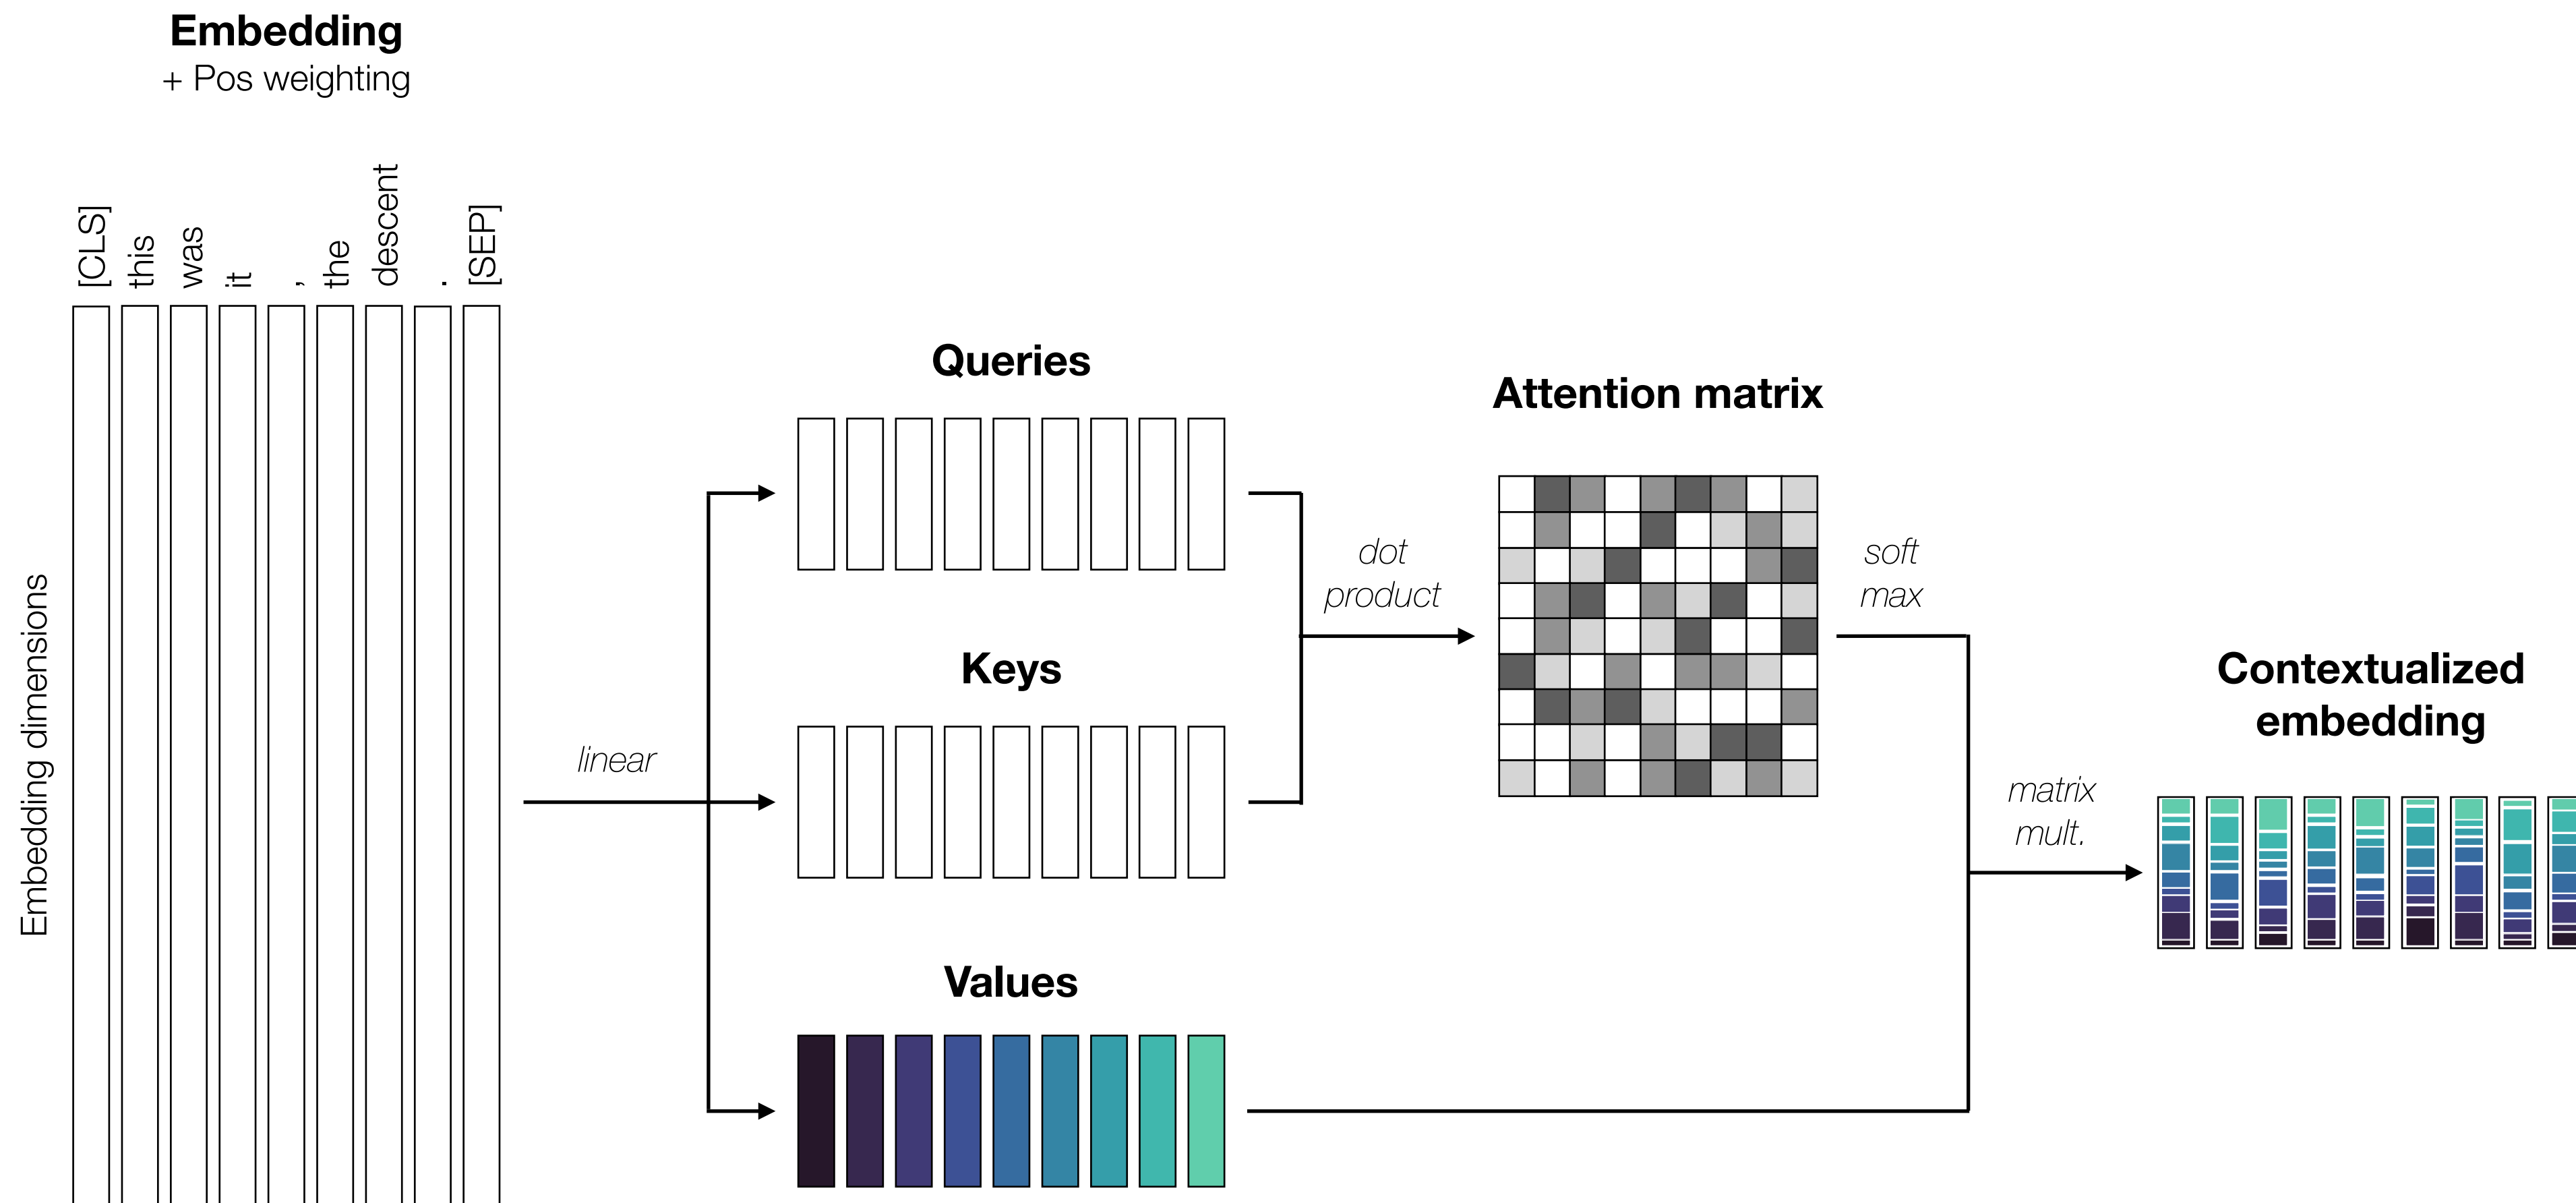 Embedding
+ Pos weighting
[CLS]
this
was
it
,
the
descent
.
[SEP]
Embedding dimensions
linear
Queries
Keys
Values
dot
product
Attention matrix
soft
max
matrix
mult.
Contextualized
embedding